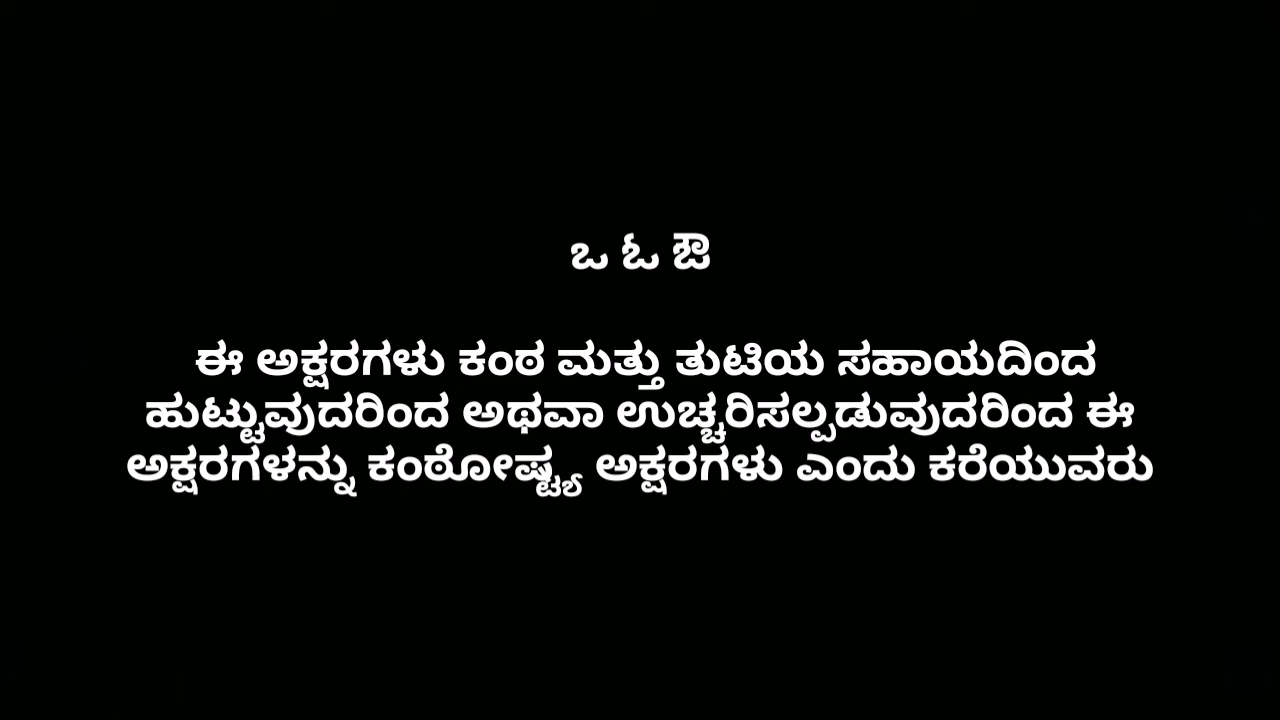 ಒ ಓ ಔ
ಈ ಅಕ್ಷರಗಳು ಕಂಠ ಮತ್ತು ತುಟಿಯ ಸಹಾಯದಿಂದ
ಹುಟ್ಟುವುದರಿಂದ ಅಥವಾ ಉಚ್ಚರಿಸಲ್ಪಡುವುದರಿಂದ ಈ
ಅಕ್ಷರಗಳನ್ನು ಕಂಠೋಷ್ಟ್ಯ ಅಕ್ಷರಗಳು ಎಂದು ಕರೆಯುವರು